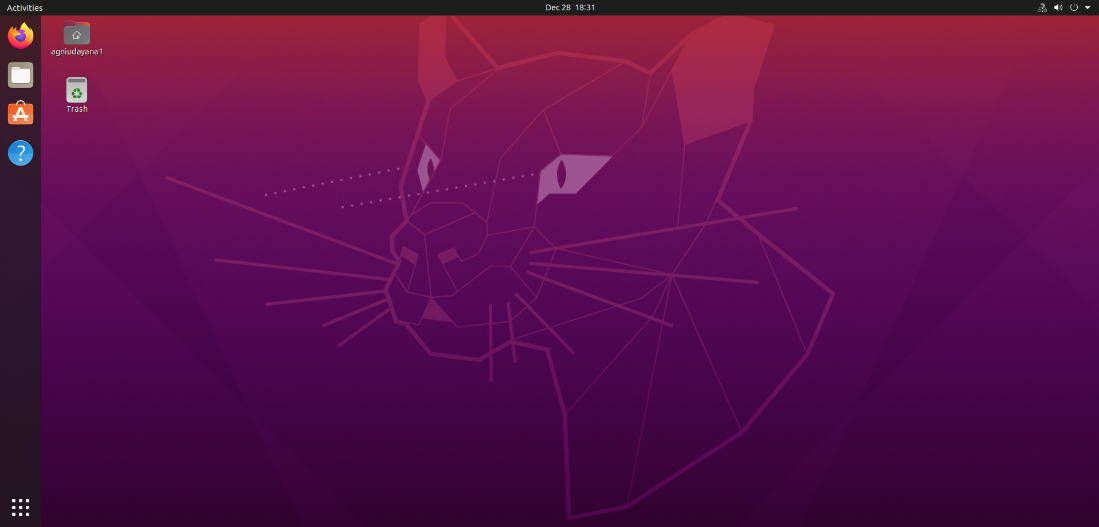 Activities
Dec 28 18:31
agniudayana1
Trash